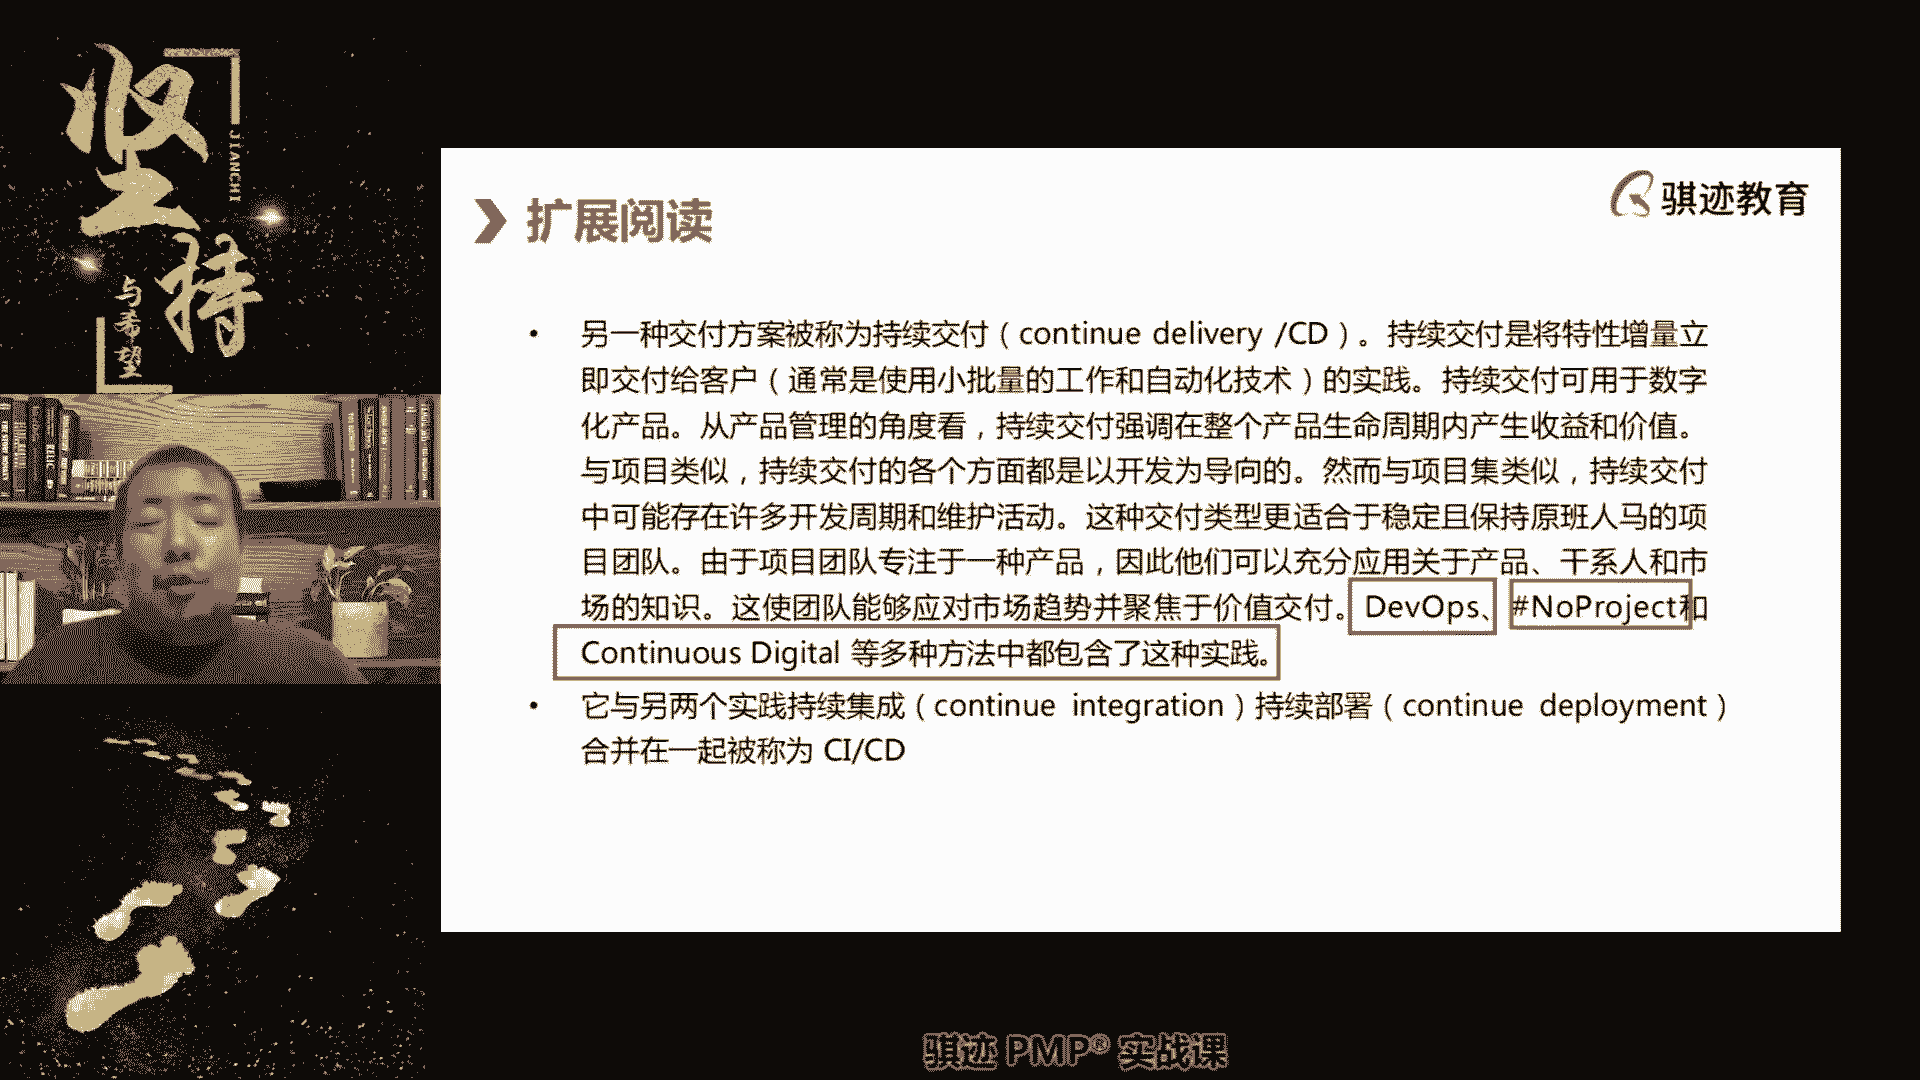 坚持
JIANCHI
与希望
骐迹教育
扩展阅读
• 另一种交付方案被称为持续交付（continue delivery /CD）。持续交付是将特性增量立
即交付给客户（通常是使用小批量的工作和自动化技术）的实践。持续交付可用于数字
化产品。从产品管理的角度看，持续交付强调在整个产品生命周期内产生收益和价值。
与项目类似，持续交付的各个方面都是以开发为导向的。然而与项目集类似，持续交付
中可能存在许多开发周期和维护活动。这种交付类型更适合于稳定且保持原班人马的项
目团队。由于项目团队专注于一种产品，因此他们可以充分应用关于产品、干系人和市
场的知识。这使团队能够应对市场趋势并聚焦于价值交付。DevOps、#NoProject和
Continuous Digital 等多种方法中都包含了这种实践。
• 它与另两个实践持续集成（continue integration）持续部署（continue deployment）
合并在一起被称为 CI/CD
骐迹 PMP® 实战课